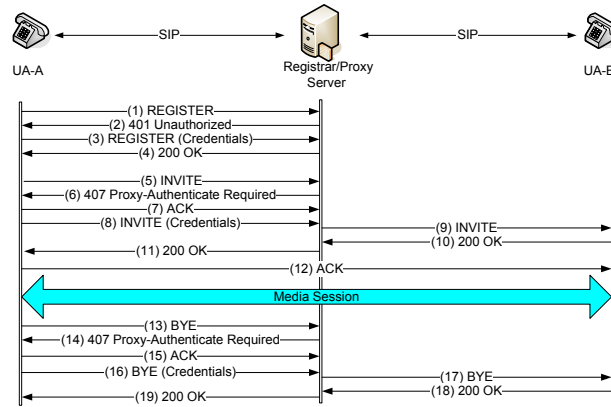 SIP
SIP
UA-A
Registrar/Proxy
Server
UA-B
(1) REGISTER
(2) 401 Unauthorized
(3) REGISTER (Credentials)
(4) 200 OK
(5) INVITE
(6) 407 Proxy-Authenticate Required
(7) ACK
(8) INVITE (Credentials)
(9) INVITE
(10) 200 OK
(11) 200 OK
(12) ACK
Media Session
(13) BYE
(14) 407 Proxy-Authenticate Required
(15) ACK
(16) BYE (Credentials)
(17) BYE
(18) 200 OK
(19) 200 OK